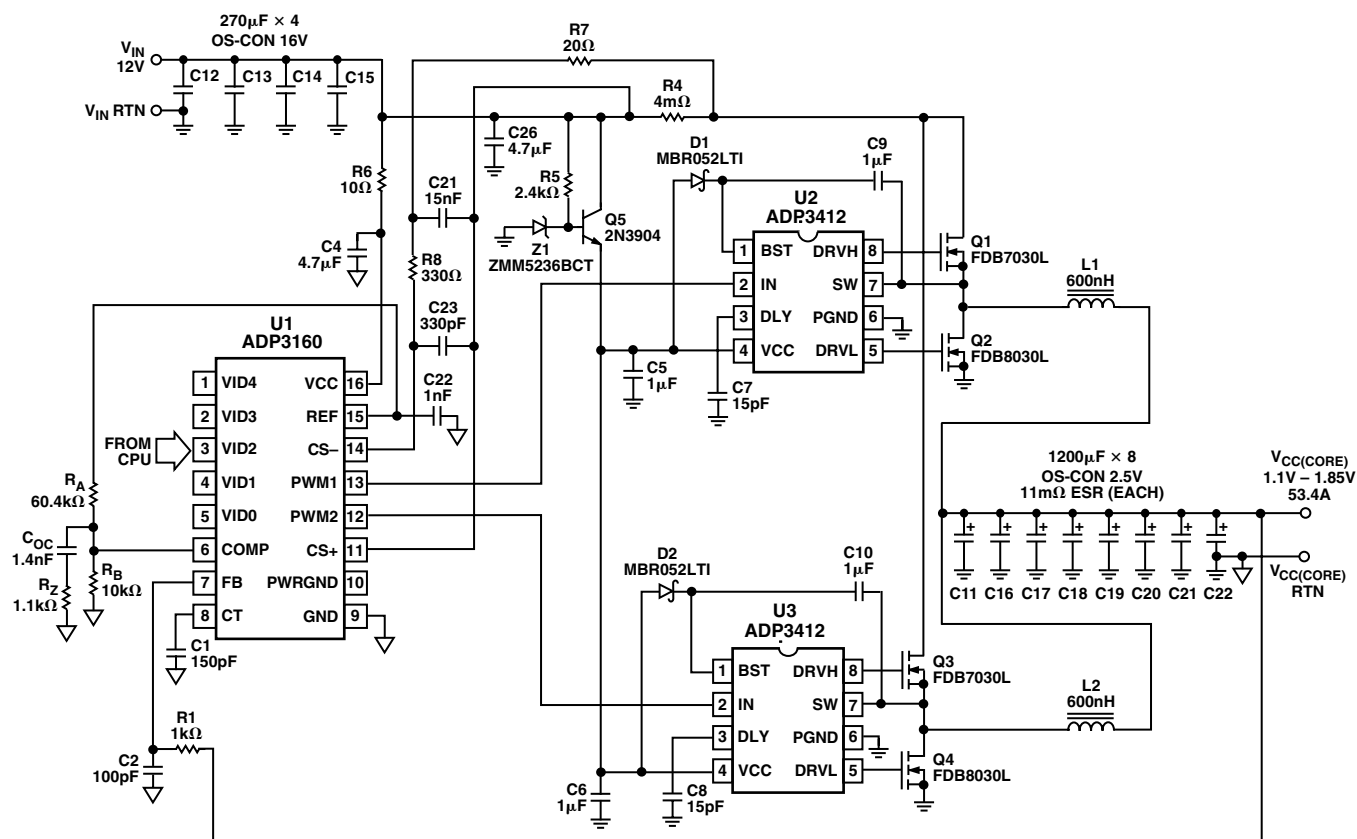 270μF × 4
OS-CON 16V
V_IN
12V
C12
C13
C14
C15
V_IN RTN
R7
20Ω
R4
4mΩ
C26
4.7μF
R6
10Ω
C21
15nF
R5
2.4kΩ
Q5
2N3904
Z1
ZMM5236BCT
C4
4.7μF
R8
330Ω
C23
330pF
C22
1nF
D1
MBR052LTI
C9
1μF
U2
ADP3412
1 BST DRVH 8
2 IN SW 7
3 DLY PGND 6
4 VCC DRVL 5
Q1
FDB7030L
Q2
FDB8030L
L1
600nH
C5
1μF
C7
15pF
U1
ADP3160
1 VID4 VCC 16
2 VID3 REF 15
3 VID2 CS– 14
4 VID1 PWM1 13
5 VID0 PWM2 12
6 COMP CS+ 11
7 FB PWRGND 10
8 CT GND 9
FROM
CPU
R_A
60.4kΩ
C_OC
1.4nF
R_Z
1.1kΩ
R_B
10kΩ
C1
150pF
R1
1kΩ
C2
100pF
1200μF × 8
OS-CON 2.5V
11mΩ ESR (EACH)
V_CC(CORE)
1.1V – 1.85V
53.4A
+ + + + + + + +
C11 C16 C17 C18 C19 C20 C21 C22
V_CC(CORE)
RTN
D2
MBR052LTI
C10
1μF
U3
ADP3412
1 BST DRVH 8
2 IN SW 7
3 DLY PGND 6
4 VCC DRVL 5
Q3
FDB7030L
Q4
FDB8030L
L2
600nH
C6
1μF
C8
15pF